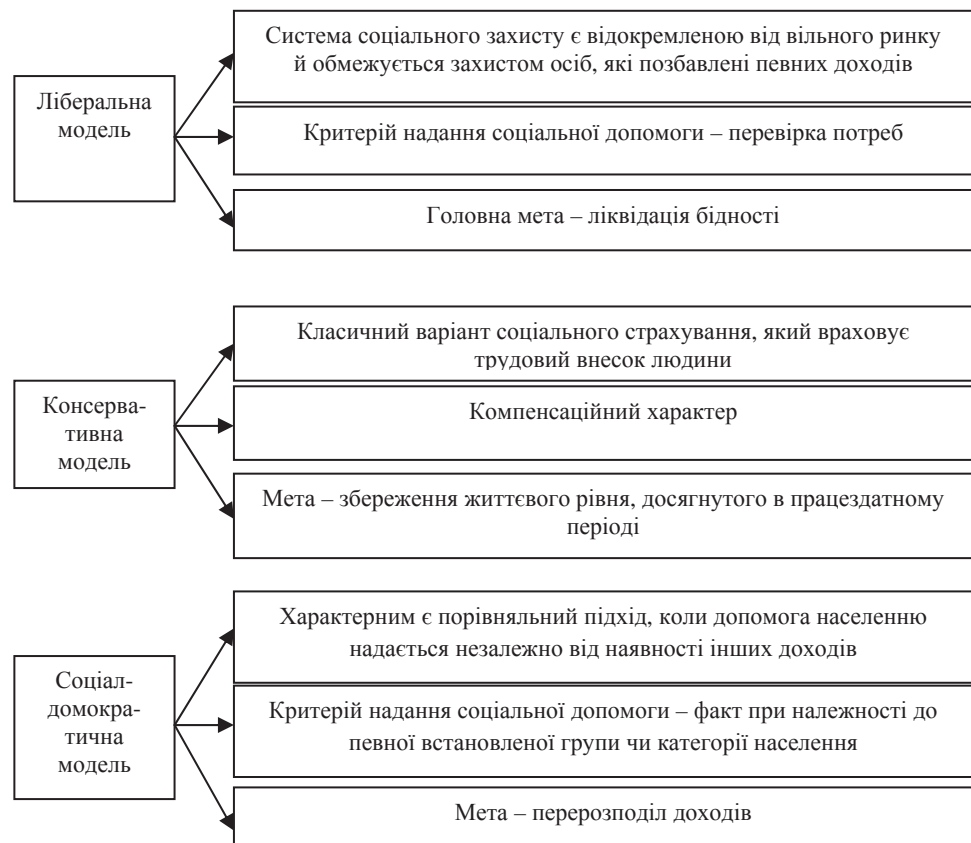 Ліберальна
модель
Система соціального захисту є відокремленою від вільного ринку
й обмежується захистом осіб, які позбавлені певних доходів
Критерій надання соціальної допомоги – перевірка потреб
Головна мета – ліквідація бідності
Консерва-
тивна
модель
Класичний варіант соціального страхування, який враховує
трудовий внесок людини
Компенсаційний характер
Мета – збереження життєвого рівня, досягнутого в працездатному
періоді
Соціал-
домокра-
тична
модель
Характерним є порівняльний підхід, коли допомога населенню
надається незалежно від наявності інших доходів
Критерій надання соціальної допомоги – факт при належності до
певної встановленої групи чи категорії населення
Мета – перерозподіл доходів